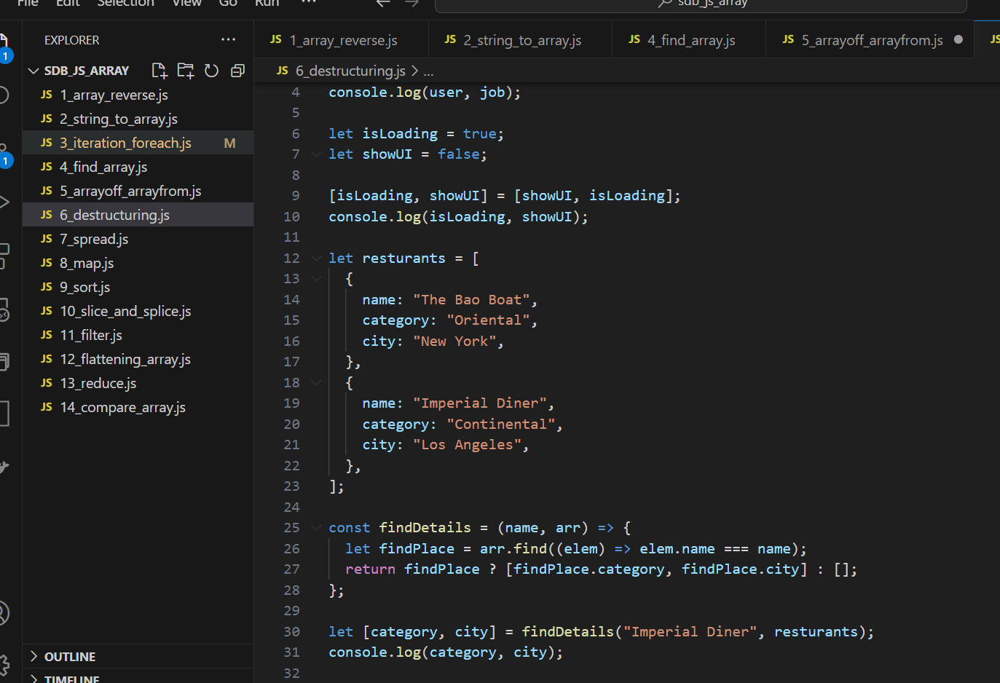 File Edit Selection View Go Run ...
sdb_js_array
EXPLORER ...
JS 1_array_reverse.js JS 2_string_to_array.js JS 4_find_array.js JS 5_arrayoff_arrayfrom.js JS
SDB_JS_ARRAY
JS 6_destructuring.js > ...
JS 1_array_reverse.js
JS 2_string_to_array.js
JS 3_iteration_foreach.js M
JS 4_find_array.js
JS 5_arrayoff_arrayfrom.js
JS 6_destructuring.js
JS 7_spread.js
JS 8_map.js
JS 9_sort.js
JS 10_slice_and_splice.js
JS 11_filter.js
JS 12_flattening_array.js
JS 13_reduce.js
JS 14_compare_array.js
OUTLINE
TIMELINE
1
1
4 console.log(user, job);
5
6 let isLoading = true;
7 let showUI = false;
8
9 [isLoading, showUI] = [showUI, isLoading];
10 console.log(isLoading, showUI);
11
12 let resturants = [
13 {
14 name: "The Bao Boat",
15 category: "Oriental",
16 city: "New York",
17 },
18 {
19 name: "Imperial Diner",
20 category: "Continental",
21 city: "Los Angeles",
22 },
23 ];
24
25 const findDetails = (name, arr) => {
26 let findPlace = arr.find((elem) => elem.name === name);
27 return findPlace ? [findPlace.category, findPlace.city] : [];
28 };
29
30 let [category, city] = findDetails("Imperial Diner", resturants);
31 console.log(category, city);
32